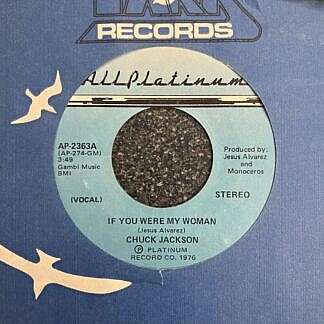 RECORDS
All Platinum
AP-2363A
(AP-274-GM)
3:49
Gambi Music
BMI
Produced by:
Jesus Alvarez
and
Monoceros
(VOCAL)
STEREO
IF YOU WERE MY WOMAN
(Jesus Alvarez)
CHUCK JACKSON
Ⓟ PLATINUM
RECORD CO. 1976